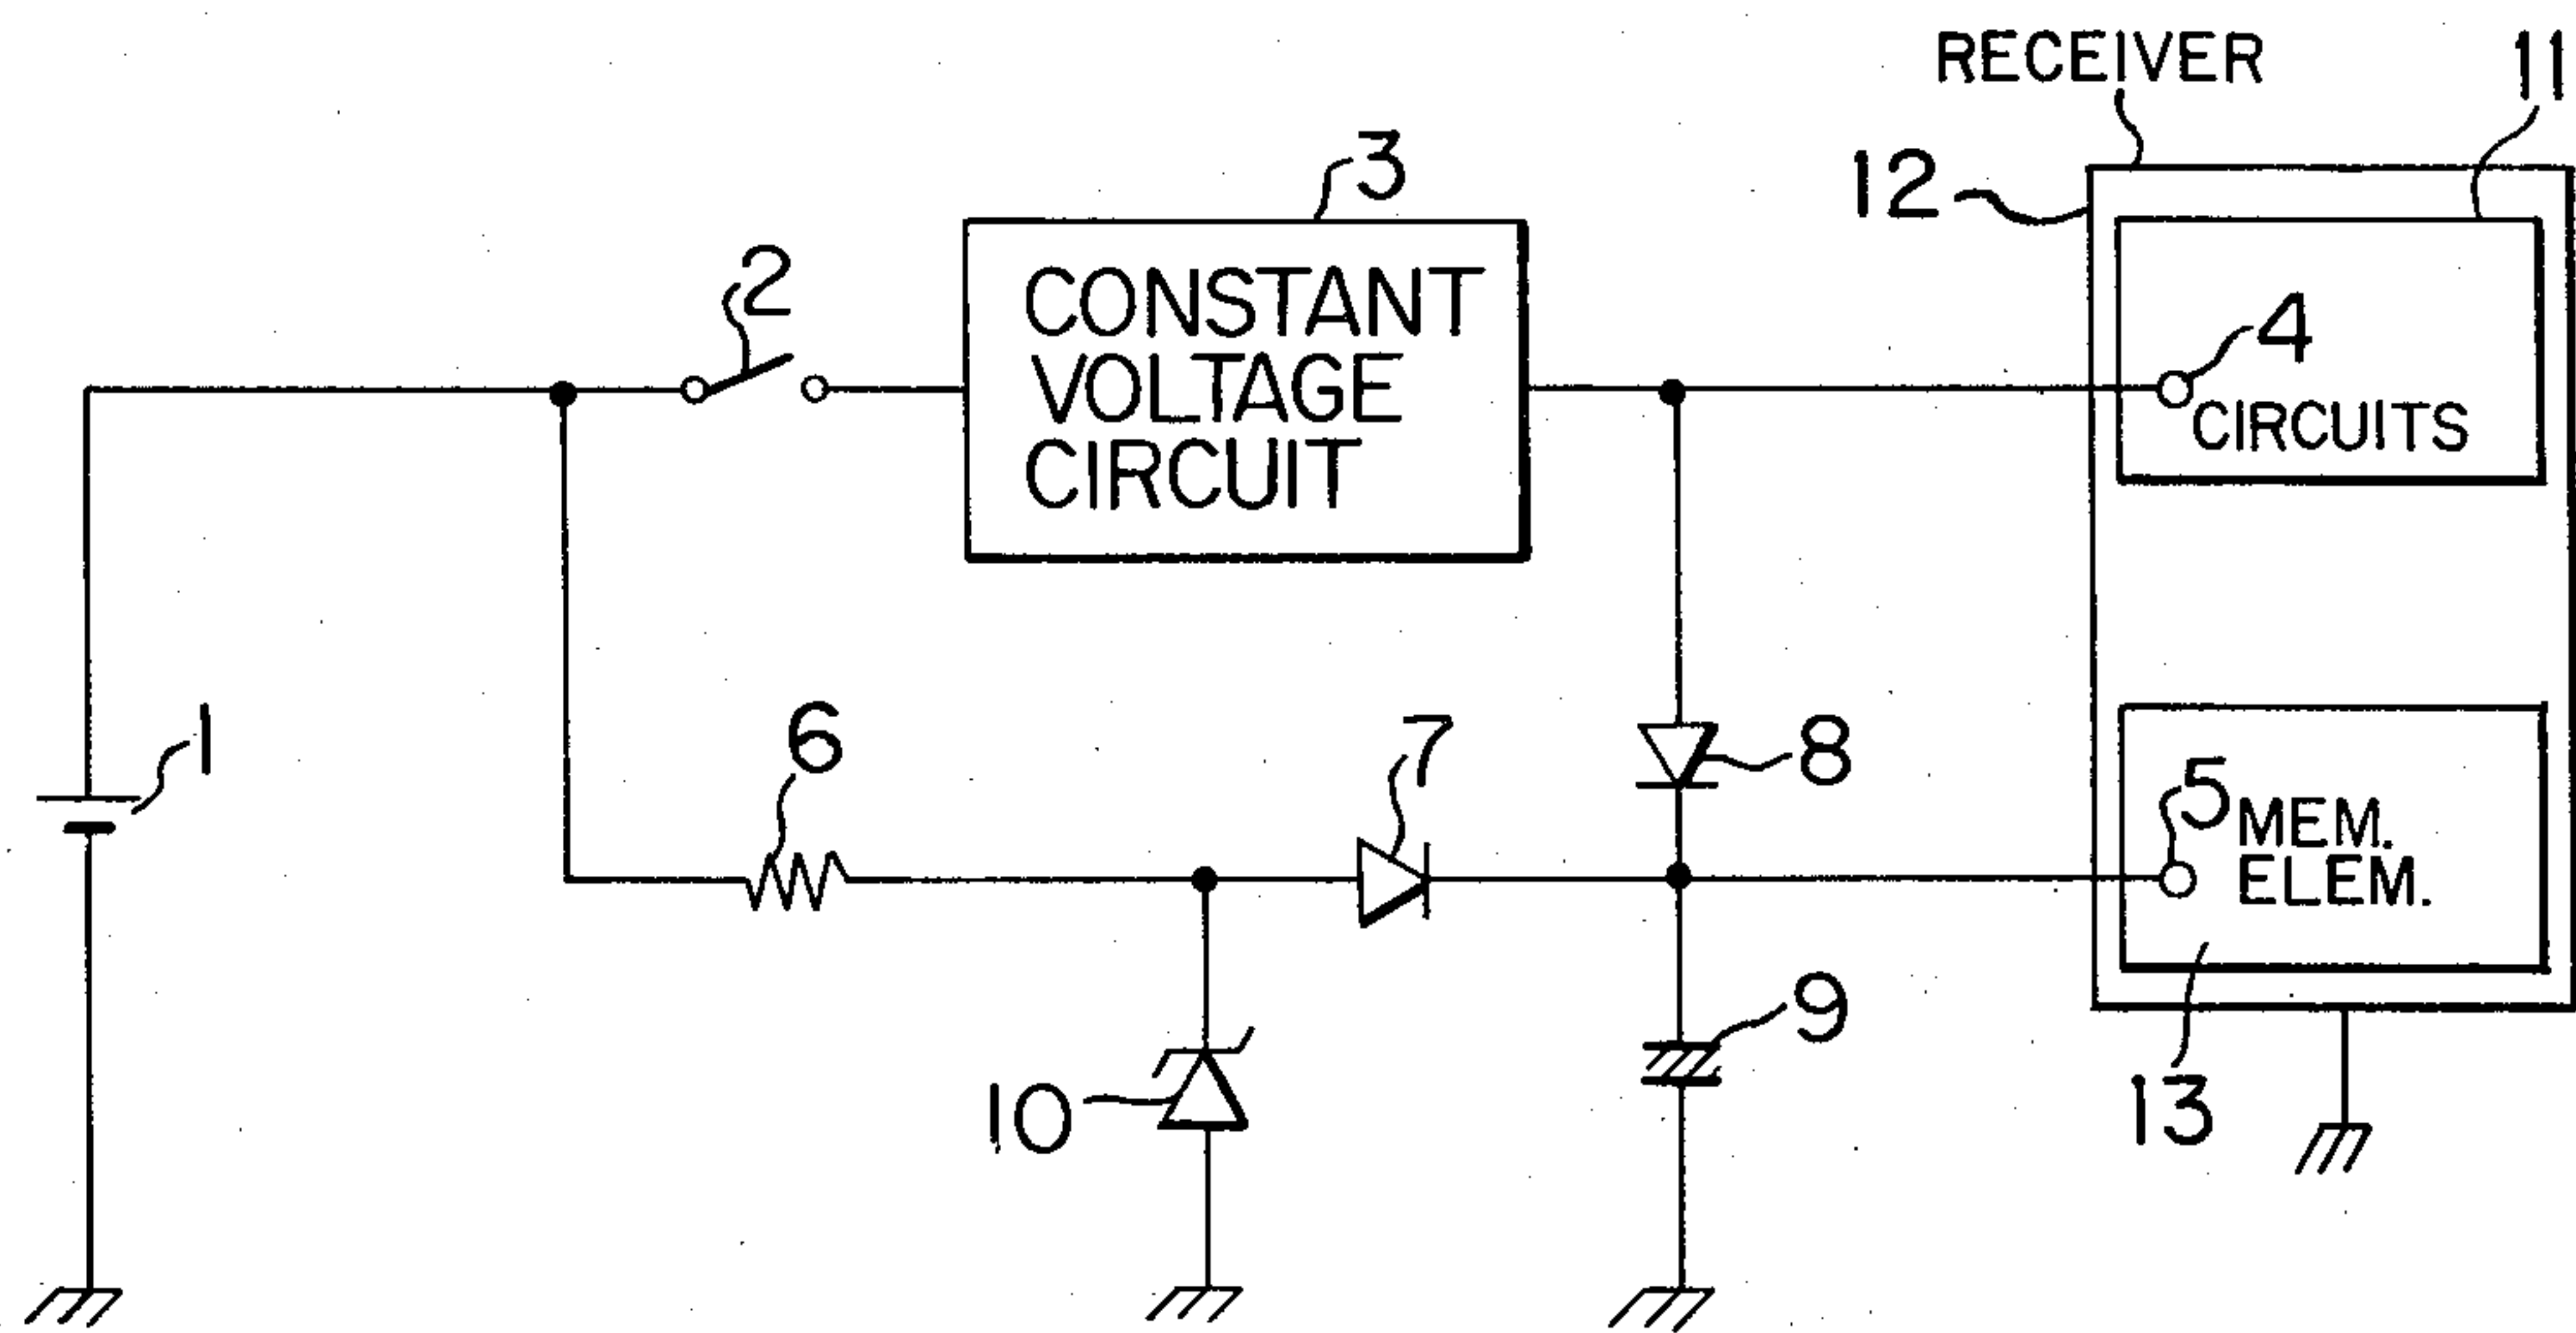 RECEIVER
11
3
12
2
CONSTANT
VOLTAGE
CIRCUIT
4
CIRCUITS
1
6
7
8
5
MEM.
ELEM.
9
10
13